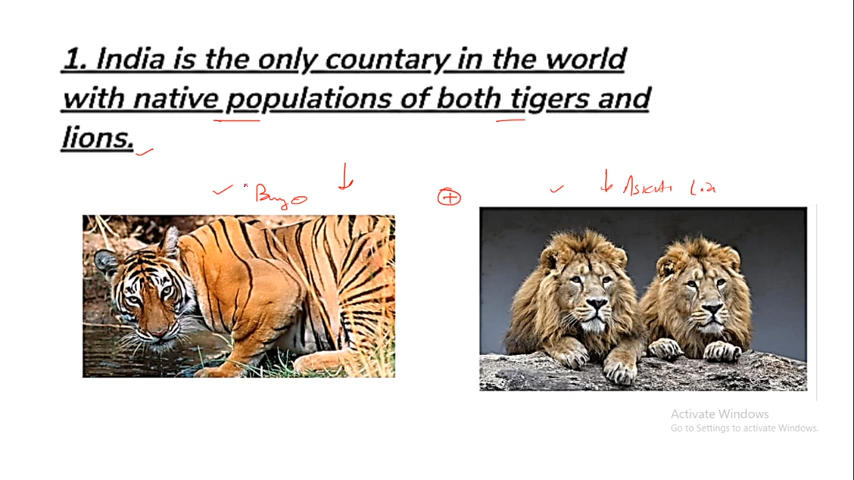 1. India is the only countary in the world
with native populations of both tigers and
lions.
Activate Windows
Go to Settings to activate Windows.